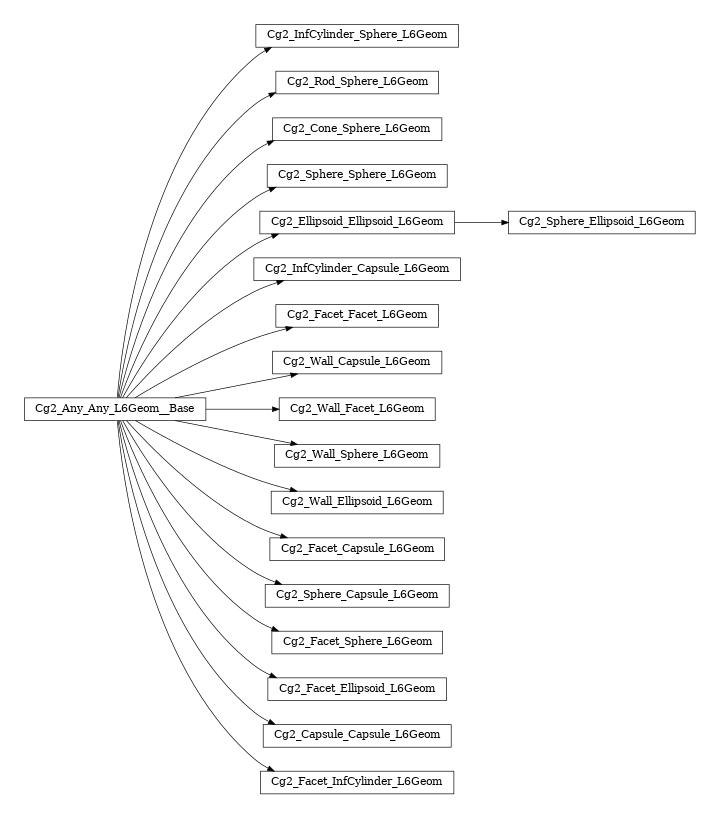 Cg2_InfCylinder_Sphere_L6Geom
Cg2_Rod_Sphere_L6Geom
Cg2_Cone_Sphere_L6Geom
Cg2_Sphere_Sphere_L6Geom
Cg2_Ellipsoid_Ellipsoid_L6Geom
Cg2_Sphere_Ellipsoid_L6Geom
Cg2_InfCylinder_Capsule_L6Geom
Cg2_Facet_Facet_L6Geom
Cg2_Wall_Capsule_L6Geom
Cg2_Any_Any_L6Geom__Base
Cg2_Wall_Facet_L6Geom
Cg2_Wall_Sphere_L6Geom
Cg2_Wall_Ellipsoid_L6Geom
Cg2_Facet_Capsule_L6Geom
Cg2_Sphere_Capsule_L6Geom
Cg2_Facet_Sphere_L6Geom
Cg2_Facet_Ellipsoid_L6Geom
Cg2_Capsule_Capsule_L6Geom
Cg2_Facet_InfCylinder_L6Geom